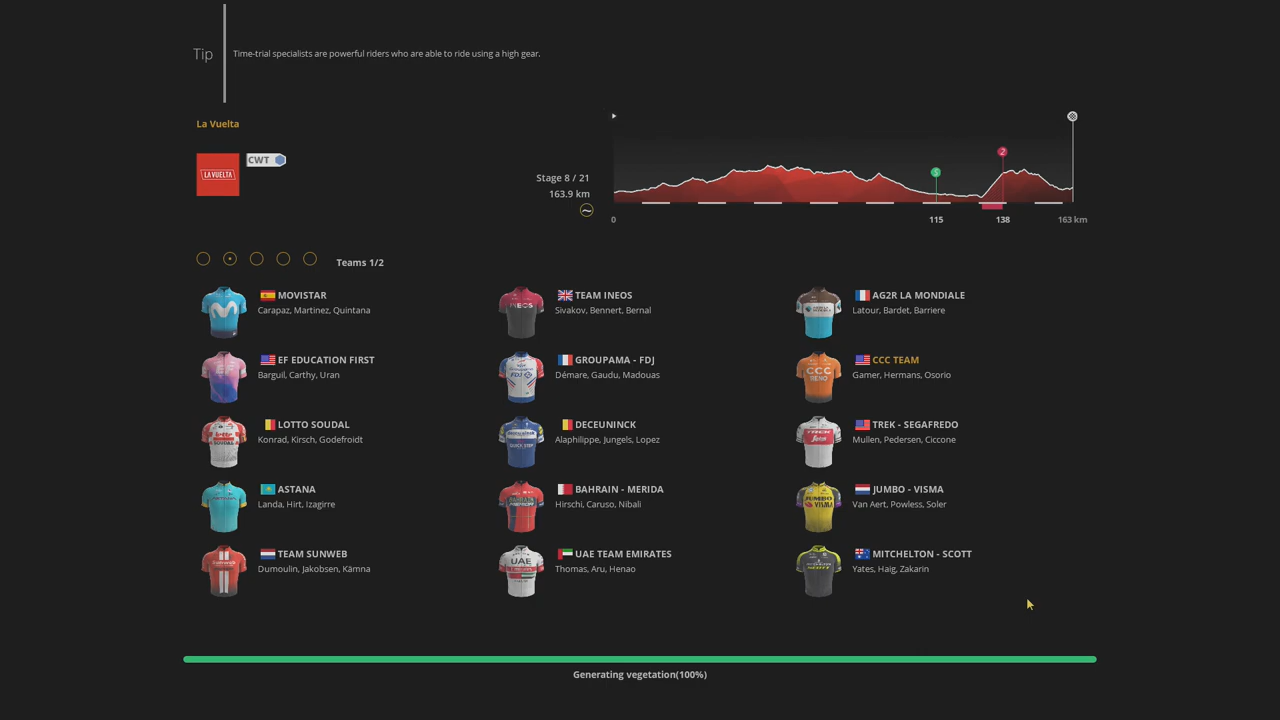 Tip
Time-trial specialists are powerful riders who are able to ride using a high gear.
La Vuelta
LA VUELTA
CWT
Stage 8 / 21
163.9 km
S
2
0
115
138
163 km
Teams 1/2
MOVISTAR
Carapaz, Martinez, Quintana
TEAM INEOS
Sivakov, Bennert, Bernal
AG2R LA MONDIALE
Latour, Bardet, Barriere
EF EDUCATION FIRST
Barguil, Carthy, Uran
GROUPAMA - FDJ
Démare, Gaudu, Madouas
CCC TEAM
Gamer, Hermans, Osorio
LOTTO SOUDAL
Konrad, Kirsch, Godefroidt
DECEUNINCK
Alaphilippe, Jungels, Lopez
TREK - SEGAFREDO
Mullen, Pedersen, Ciccone
ASTANA
Landa, Hirt, Izagirre
BAHRAIN - MERIDA
Hirschi, Caruso, Nibali
JUMBO - VISMA
Van Aert, Powless, Soler
TEAM SUNWEB
Dumoulin, Jakobsen, Kämna
UAE TEAM EMIRATES
Thomas, Aru, Henao
MITCHELTON - SCOTT
Yates, Haig, Zakarin
Generating vegetation(100%)